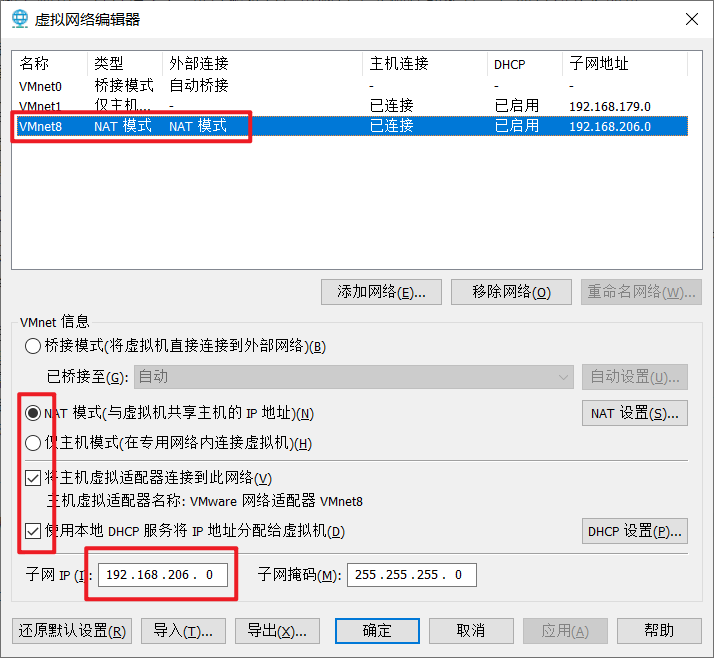 虚拟网络编辑器
名称 类型 外部连接 主机连接 DHCP 子网地址
VMnet0 桥接模式 自动桥接 - - -
VMnet1 仅主机... - 已连接 已启用 192.168.179.0
VMnet8 NAT 模式 NAT 模式 已连接 已启用 192.168.206.0
添加网络(E)... 移除网络(O) 重命名网络(W)...
VMnet 信息
桥接模式(将虚拟机直接连接到外部网络)(B)
已桥接至(G): 自动 自动设置(U)...
NAT 模式(与虚拟机共享主机的 IP 地址)(N) NAT 设置(S)...
仅主机模式(在专用网络内连接虚拟机)(H)
将主机虚拟适配器连接到此网络(V)
主机虚拟适配器名称: VMware 网络适配器 VMnet8
使用本地 DHCP 服务将 IP 地址分配给虚拟机(D) DHCP 设置(P)...
子网 IP (I): 192.168.206. 0 子网掩码(M): 255.255.255. 0
还原默认设置(R) 导入(T)... 导出(X)... 确定 取消 应用(A) 帮助